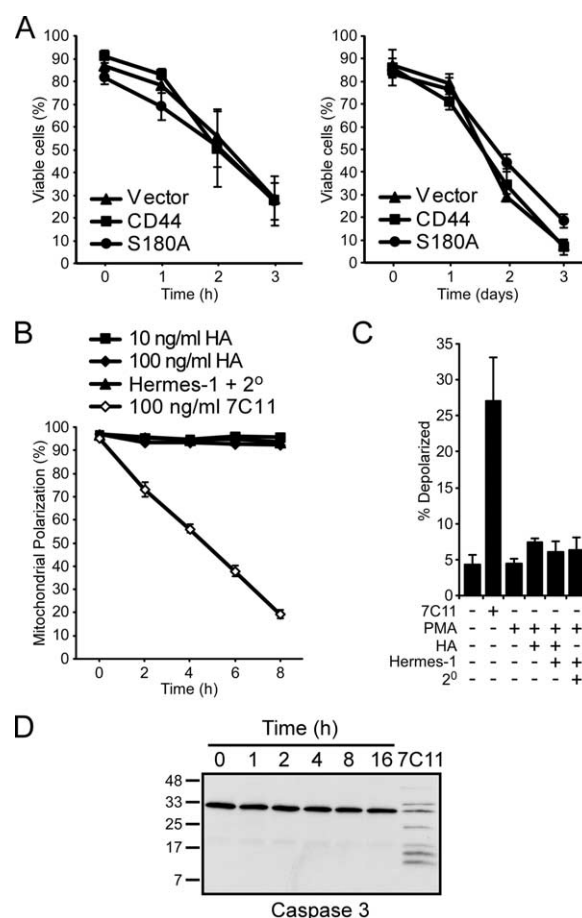 A
Viable cells (%)
100
90
80
70
60
50
40
30
20
10
0
Vector
CD44
S180A
0 1 2 3
Time (h)
Viable cells (%)
100
90
80
70
60
50
40
30
20
10
0
Vector
CD44
S180A
0 1 2 3
Time (days)
B
10 ng/ml HA
100 ng/ml HA
Hermes-1 + 2º
100 ng/ml 7C11
Mitochondrial Polarization (%)
100
90
80
70
60
50
40
30
20
10
0
0 2 4 6 8
Time (h)
C
% Depolarized
35
30
25
20
15
10
5
0
7C11 - + - - - -
PMA - - + + + +
HA - - - + + -
Hermes-1 - - - - + +
2º - - - - - +
D
Time (h)
0 1 2 4 8 16 7C11
48
33
25
17
7
Caspase 3